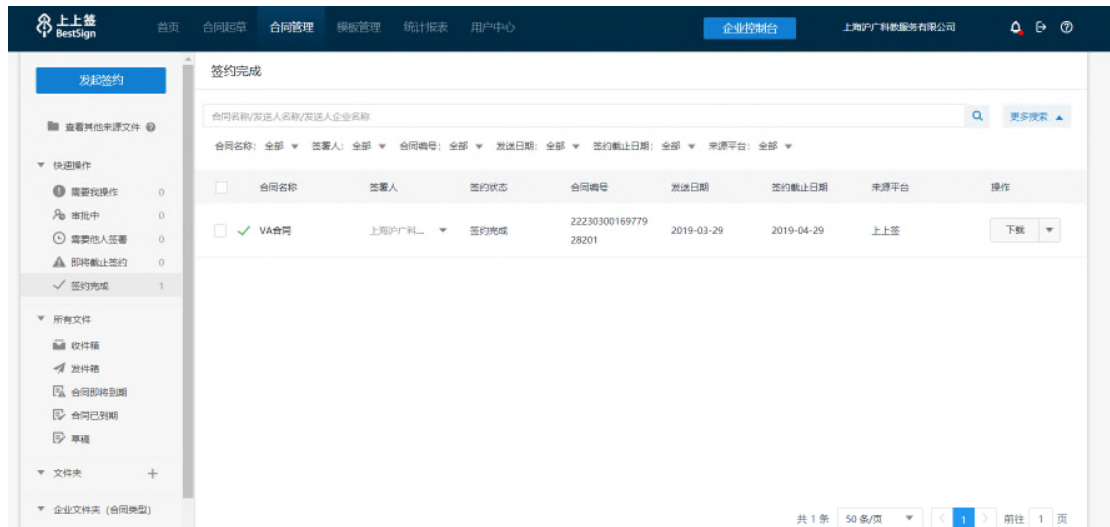 上上签
BestSign
首页 合同起草 合同管理 模板管理 统计报表 用户中心 企业控制台 上海沪广科教服务有限公司
发起签约
查看其他来源文件
快速操作
需要我操作 0
审批中 0
需要他人签署 0
即将截止签约 0
签约完成 1
所有文件
收件箱
发件箱
合同即将到期
合同已到期
草稿
文件夹 +
企业文件夹 (合同类型)
签约完成
合同名称/发送人名称/发送人企业名称 更多搜索
合同名称: 全部 签署人: 全部 合同编号: 全部 发送日期: 全部 签约截止日期: 全部 来源平台: 全部
合同名称 签署人 签约状态 合同编号 发送日期 签约截止日期 来源平台 操作
VA合同 上海沪广科... 签约完成 22230300169779 2019-03-29 2019-04-29 上上签 下载
28201
共 1 条 50 条/页 < 1 > 前往 1 页